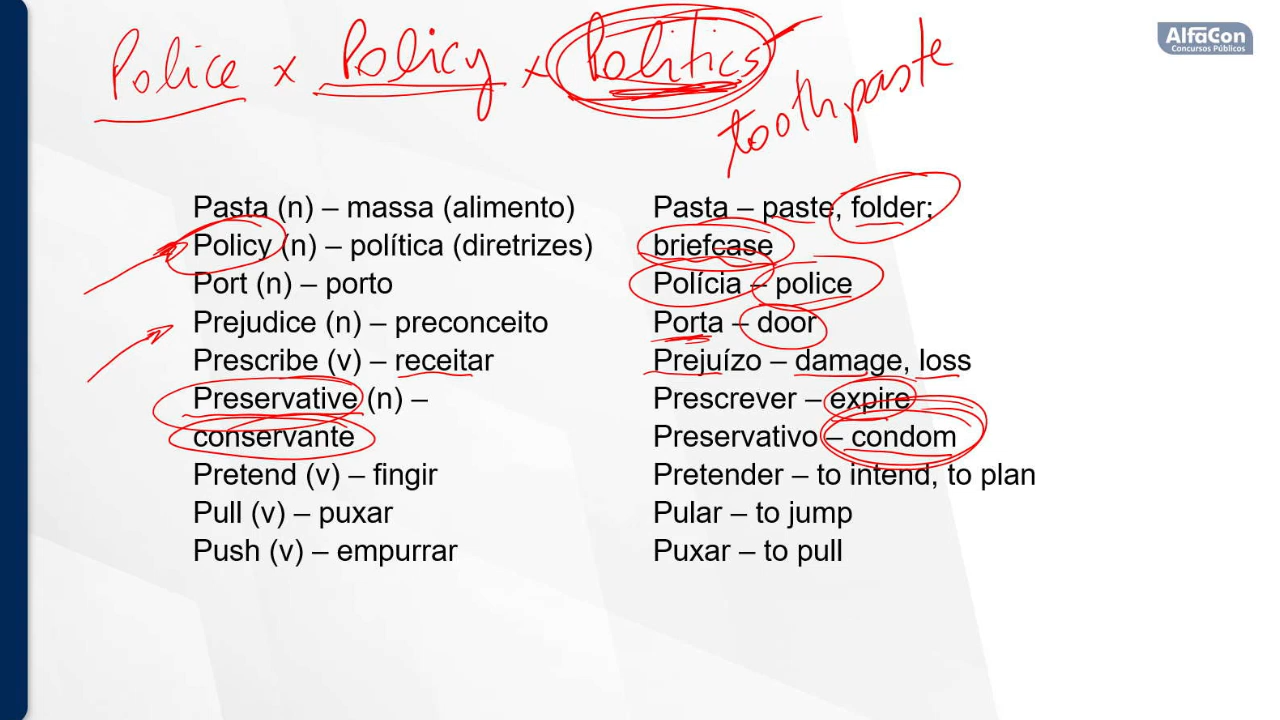 Police x Policy x Politics
toothpaste
AlfaCon
Concursos Públicos
Pasta (n) – massa (alimento)
Policy (n) – política (diretrizes)
Port (n) – porto
Prejudice (n) – preconceito
Prescribe (v) – receitar
Preservative (n) –
conservante
Pretend (v) – fingir
Pull (v) – puxar
Push (v) – empurrar
Pasta – paste, folder;
briefcase
Polícia – police
Porta – door
Prejuízo – damage, loss
Prescrever – expire
Preservativo – condom
Pretender – to intend, to plan
Pular – to jump
Puxar – to pull